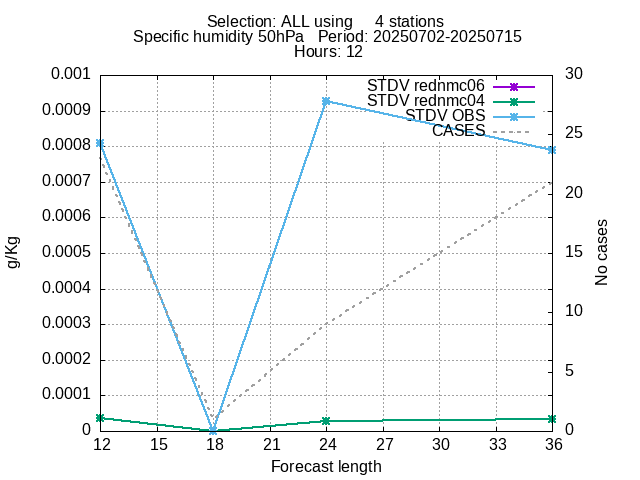 Selection: ALL using     4 stations
Specific humidity 50hPa   Period: 20250702-20250715
Hours: 12
STDV rednmc06
STDV rednmc04
STDV OBS
CASES
0.001
0.0009
0.0008
0.0007
0.0006
0.0005
0.0004
0.0003
0.0002
0.0001
0
g/Kg
30
25
20
15
10
5
0
No cases
12 15 18 21 24 27 30 33 36
Forecast length